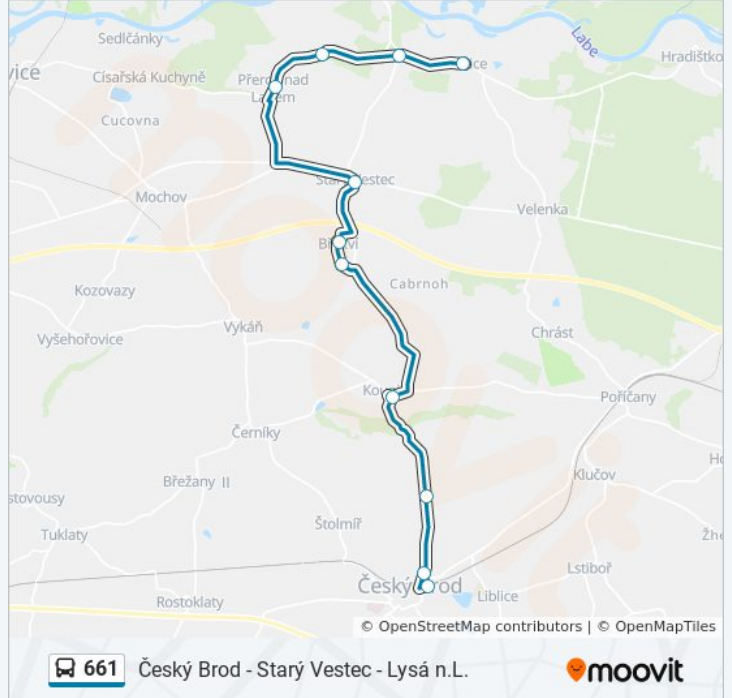 Sedlčánky
Labe
Hradištko
Císařská Kuchyně
Přerov nad
Labem
Cucovna
Starý Vestec
Mochov
Velenka
Cabrnoh
Kozovazy
Vykáň
Chrást
Vyšehořovice
Poříčany
Černíky
Klučov
Břežany II
Štolmíř
Tuklaty
Lstiboř
Český Brod
Liblice
Rostoklaty
© OpenStreetMap contributors | © OpenMapTiles
661 Český Brod - Starý Vestec - Lysá n.L.
moovit